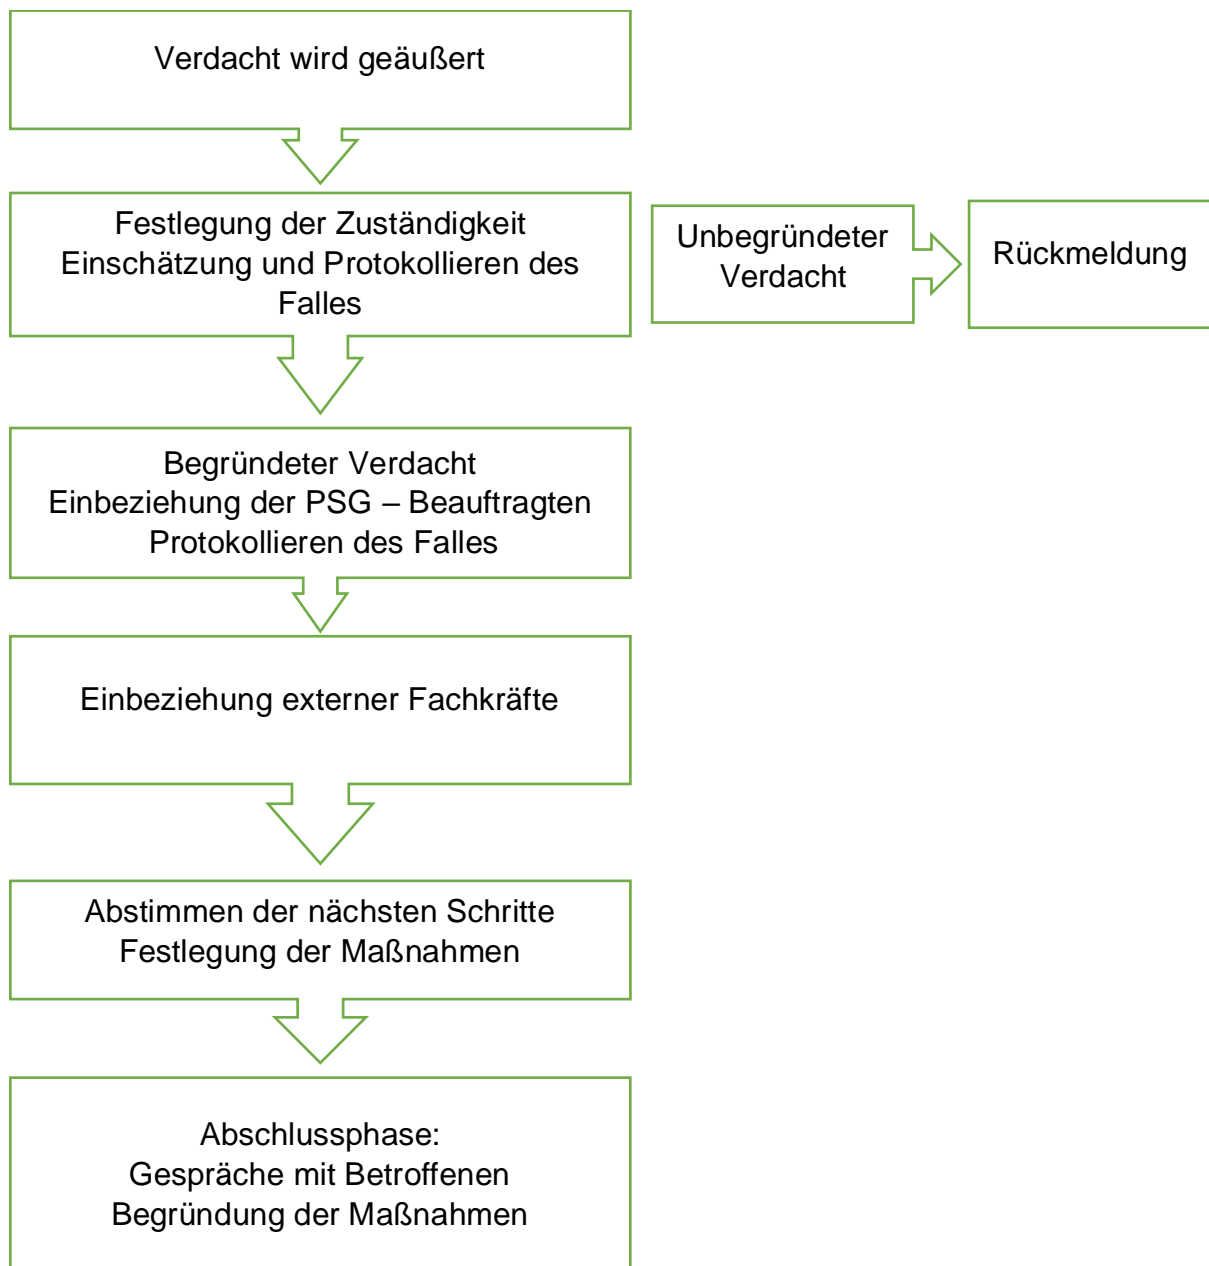 Verdacht wird geäußert
Festlegung der Zuständigkeit
Einschätzung und Protokollieren des
Falles
Unbegründeter
Verdacht
Rückmeldung
Begründeter Verdacht
Einbeziehung der PSG – Beauftragten
Protokollieren des Falles
Einbeziehung externer Fachkräfte
Abstimmen der nächsten Schritte
Festlegung der Maßnahmen
Abschlussphase:
Gespräche mit Betroffenen
Begründung der Maßnahmen